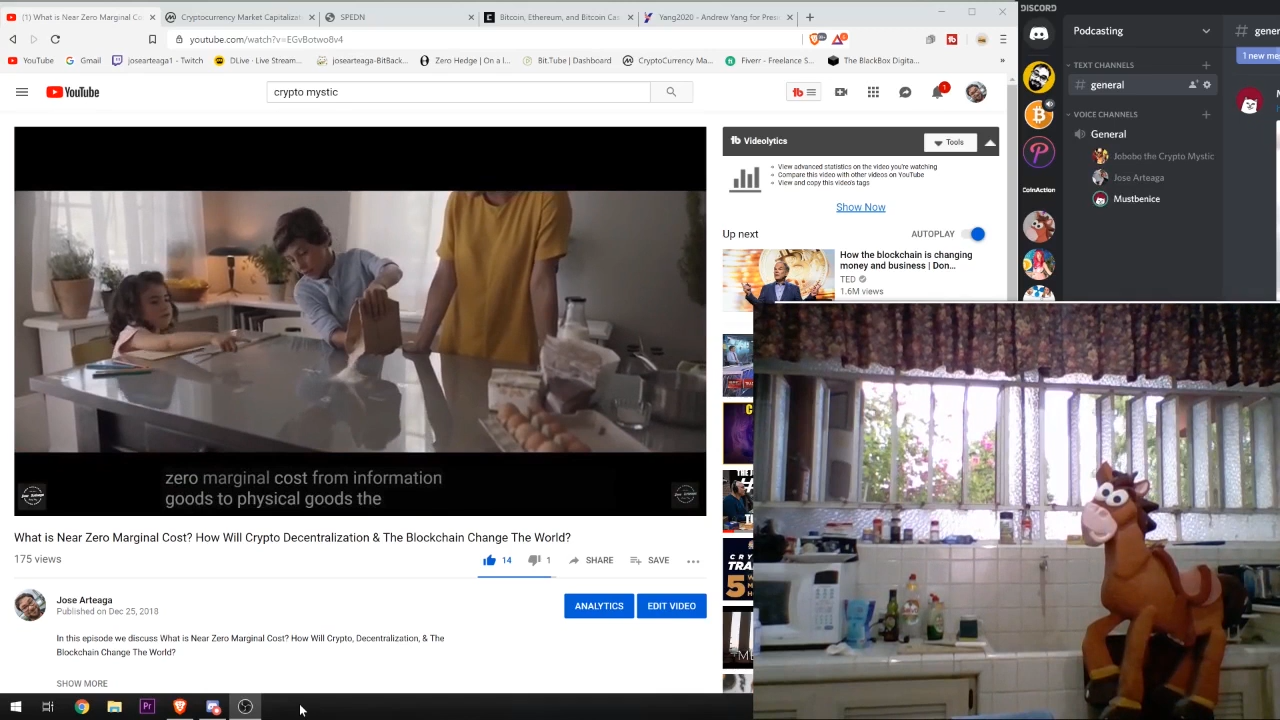 (1) What is Near Zero Marginal Co
Cryptocurrency Market Capitalizat
SPEDN
Bitcoin, Ethereum, and Bitcoin Ca
Yang2020 - Andrew Yang for Presi
youtube.com/watch?v=EGvBotwo8v4
YouTube
Gmail
josearteaga1 - Twitch
DLive · Live Stream...
josearteaga-BitBack...
Zero Hedge | On a l...
Bit.Tube | Dashboard
CryptoCurrency Ma...
Fiverr - Freelance S...
The BlackBox Digita...
YouTube
crypto mystic
1
zero marginal cost from information
goods to physical goods the
What is Near Zero Marginal Cost? How Will Crypto Decentralization & The Blockchain Change The World?
175 views
14
1
SHARE
SAVE
Jose Arteaga
Published on Dec 25, 2018
ANALYTICS
EDIT VIDEO
In this episode we discuss What is Near Zero Marginal Cost? How Will Crypto, Decentralization, & The
Blockchain Change The World?
SHOW MORE
tb Videolytics
Tools
View advanced statistics on the video you're watching
Compare this video with other videos on YouTube
View and copy this video's tags
Show Now
Up next
AUTOPLAY
How the blockchain is changing
money and business | Don...
TED
1.6M views
DISCORD
Podcasting
# gener
1 new me
TEXT CHANNELS
# general
VOICE CHANNELS
General
Jobobo the Crypto Mystic
Jose Arteaga
Mustbenice
CoinAction
Pr